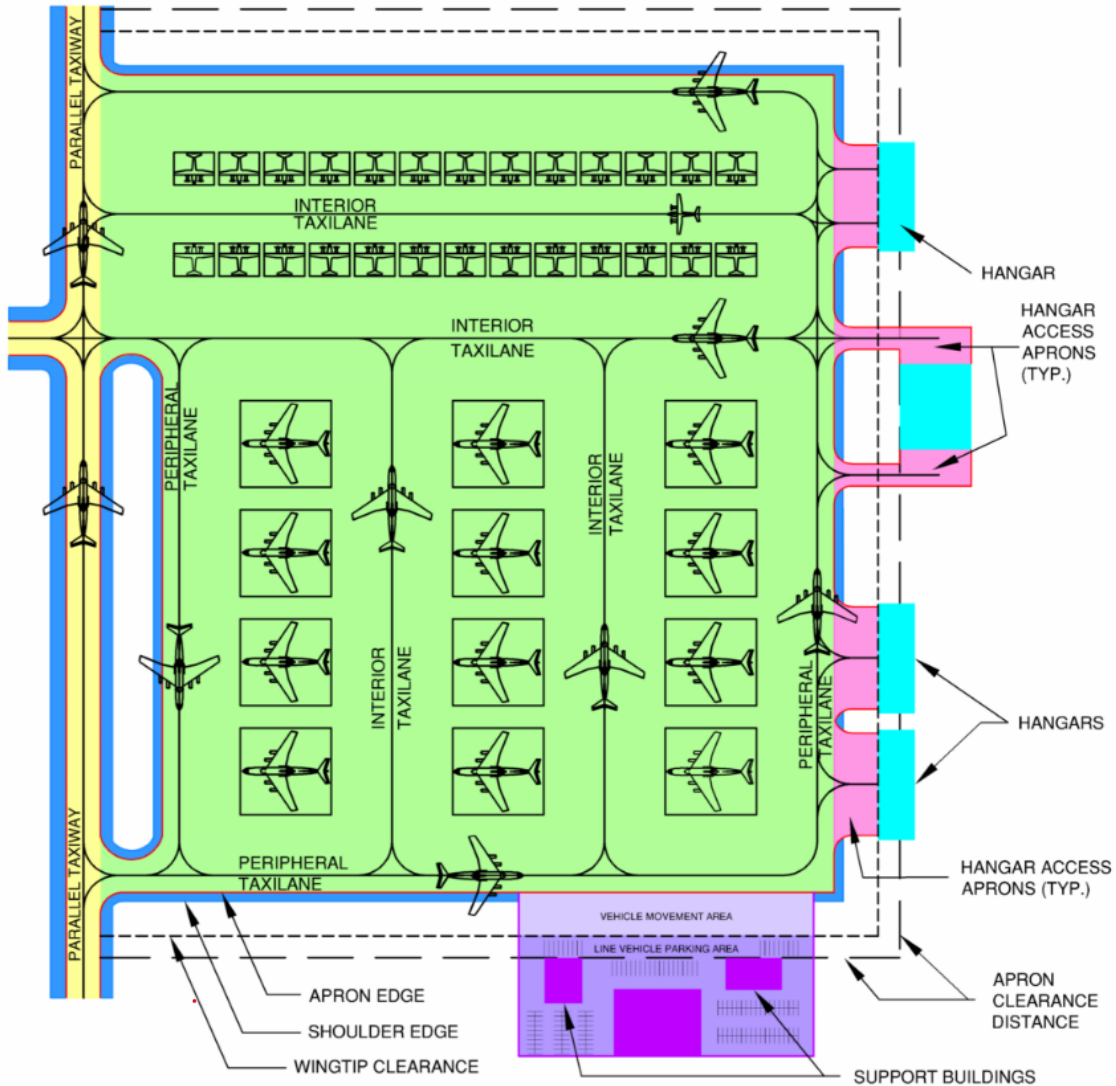 PARALLEL TAXIWAY
INTERIOR
TAXILANE
HANGAR
HANGAR
ACCESS
APRONS
(TYP.)
INTERIOR
TAXILANE
PERIPHERAL
TAXILANE
INTERIOR
TAXILANE
INTERIOR
TAXILANE
PERIPHERAL
TAXILANE
HANGARS
PARALLEL TAXIWAY
PERIPHERAL
TAXILANE
HANGAR ACCESS
APRONS (TYP.)
VEHICLE MOVEMENT AREA
LINE VEHICLE PARKING AREA
APRON EDGE
SHOULDER EDGE
WINGTIP CLEARANCE
APRON
CLEARANCE
DISTANCE
SUPPORT BUILDINGS